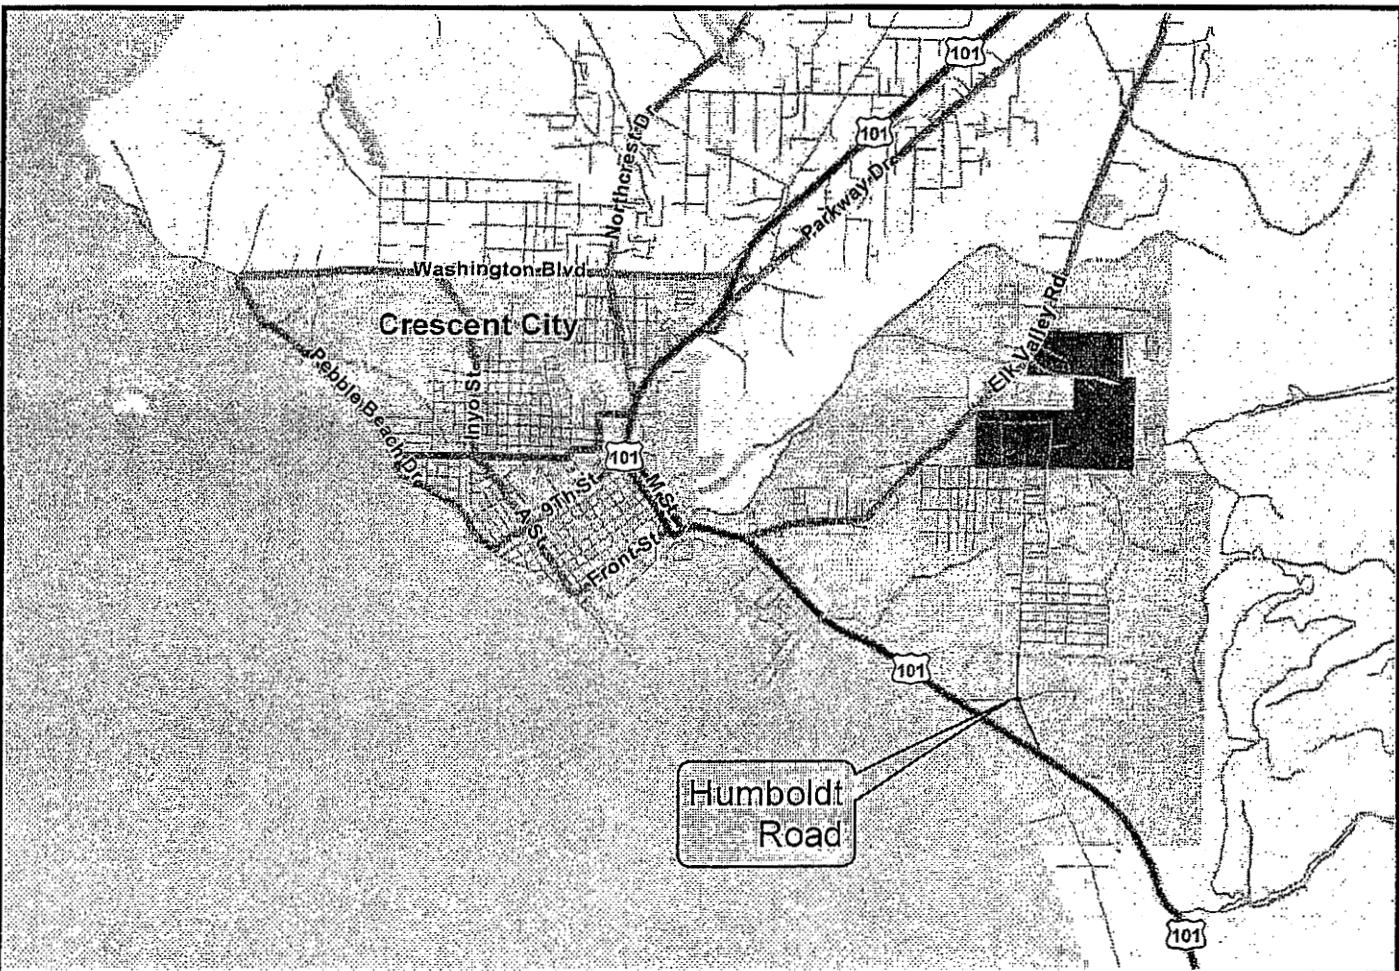 101
101
Northcrest Dr
Parkway Dr
Washington Blvd
Crescent City
Elk Valley Rd
Pebble Beach Dr
Inyo St
101
M St
9Th St
A St
Front St
101
Humboldt
Road
101